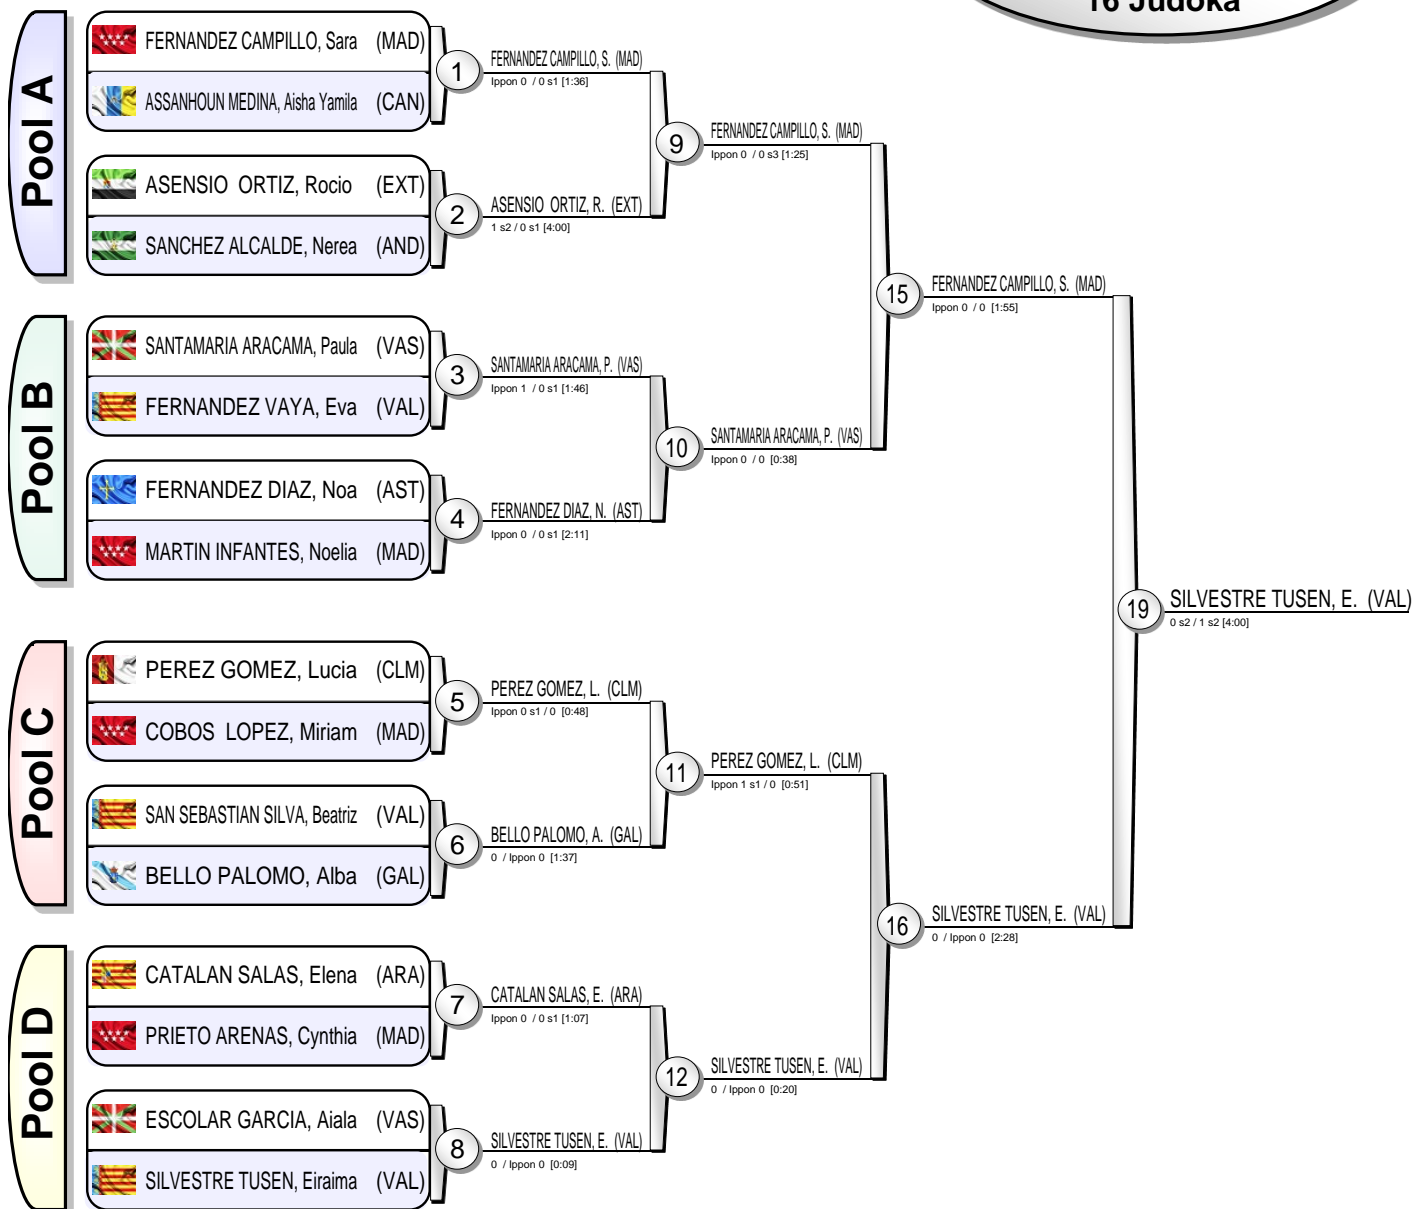 16 Judoka
Pool A
FERNANDEZ CAMPILLO, Sara (MAD)
ASSANHOUN MEDINA, Aisha Yamila (CAN)
1
FERNANDEZ CAMPILLO, S. (MAD)
Ippon 0 / 0 s1 [1:36]
ASENSIO ORTIZ, Rocio (EXT)
SANCHEZ ALCALDE, Nerea (AND)
2
ASENSIO ORTIZ, R. (EXT)
1 s2 / 0 s1 [4:00]
9
FERNANDEZ CAMPILLO, S. (MAD)
Ippon 0 / 0 s3 [1:25]
Pool B
SANTAMARIA ARACAMA, Paula (VAS)
FERNANDEZ VAYA, Eva (VAL)
3
SANTAMARIA ARACAMA, P. (VAS)
Ippon 1 / 0 s1 [1:46]
FERNANDEZ DIAZ, Noa (AST)
MARTIN INFANTES, Noelia (MAD)
4
FERNANDEZ DIAZ, N. (AST)
Ippon 0 / 0 s1 [2:11]
10
SANTAMARIA ARACAMA, P. (VAS)
Ippon 0 / 0 [0:38]
15
FERNANDEZ CAMPILLO, S. (MAD)
Ippon 0 / 0 [1:55]
Pool C
PEREZ GOMEZ, Lucia (CLM)
COBOS LOPEZ, Miriam (MAD)
5
PEREZ GOMEZ, L. (CLM)
Ippon 0 s1 / 0 [0:48]
SAN SEBASTIAN SILVA, Beatriz (VAL)
BELLO PALOMO, Alba (GAL)
6
BELLO PALOMO, A. (GAL)
0 / Ippon 0 [1:37]
11
PEREZ GOMEZ, L. (CLM)
Ippon 1 s1 / 0 [0:51]
Pool D
CATALAN SALAS, Elena (ARA)
PRIETO ARENAS, Cynthia (MAD)
7
CATALAN SALAS, E. (ARA)
Ippon 0 / 0 s1 [1:07]
ESCOLAR GARCIA, Aiala (VAS)
SILVESTRE TUSEN, Eiraima (VAL)
8
SILVESTRE TUSEN, E. (VAL)
0 / Ippon 0 [0:09]
12
SILVESTRE TUSEN, E. (VAL)
0 / Ippon 0 [0:20]
16
SILVESTRE TUSEN, E. (VAL)
0 / Ippon 0 [2:28]
19
SILVESTRE TUSEN, E. (VAL)
0 s2 / 1 s2 [4:00]